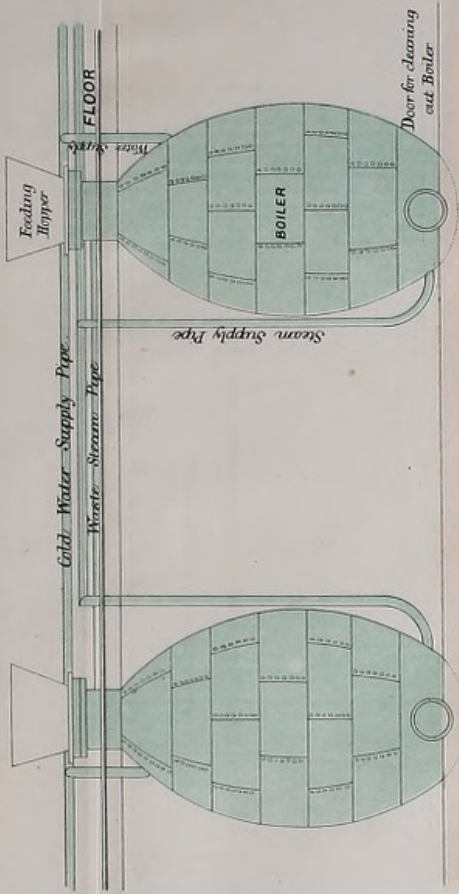 Feeding
Hopper
FLOOR
Water Supply
Cold Water Supply Pipe
Waste Steam Pipe
Steam Supply Pipe
BOILER
Door for cleaning
out Boiler